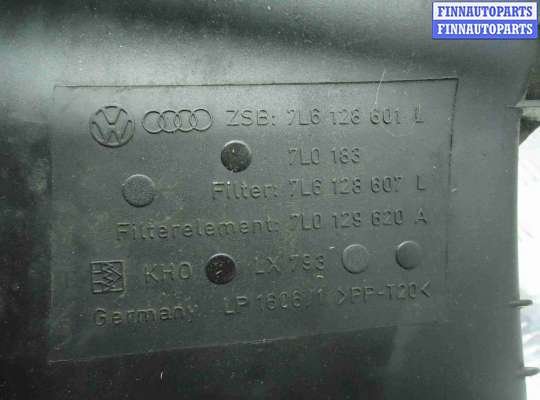 FINNAUTOPARTS
FINNAUTOPARTS
ZSB: 7L6 128 601 L
7L0 183
Filter: 7L6 128 607 L
Filterelement: 7L0 129 620 A
KHO LX 793
Germany LP 1606/1 >PP-T20<